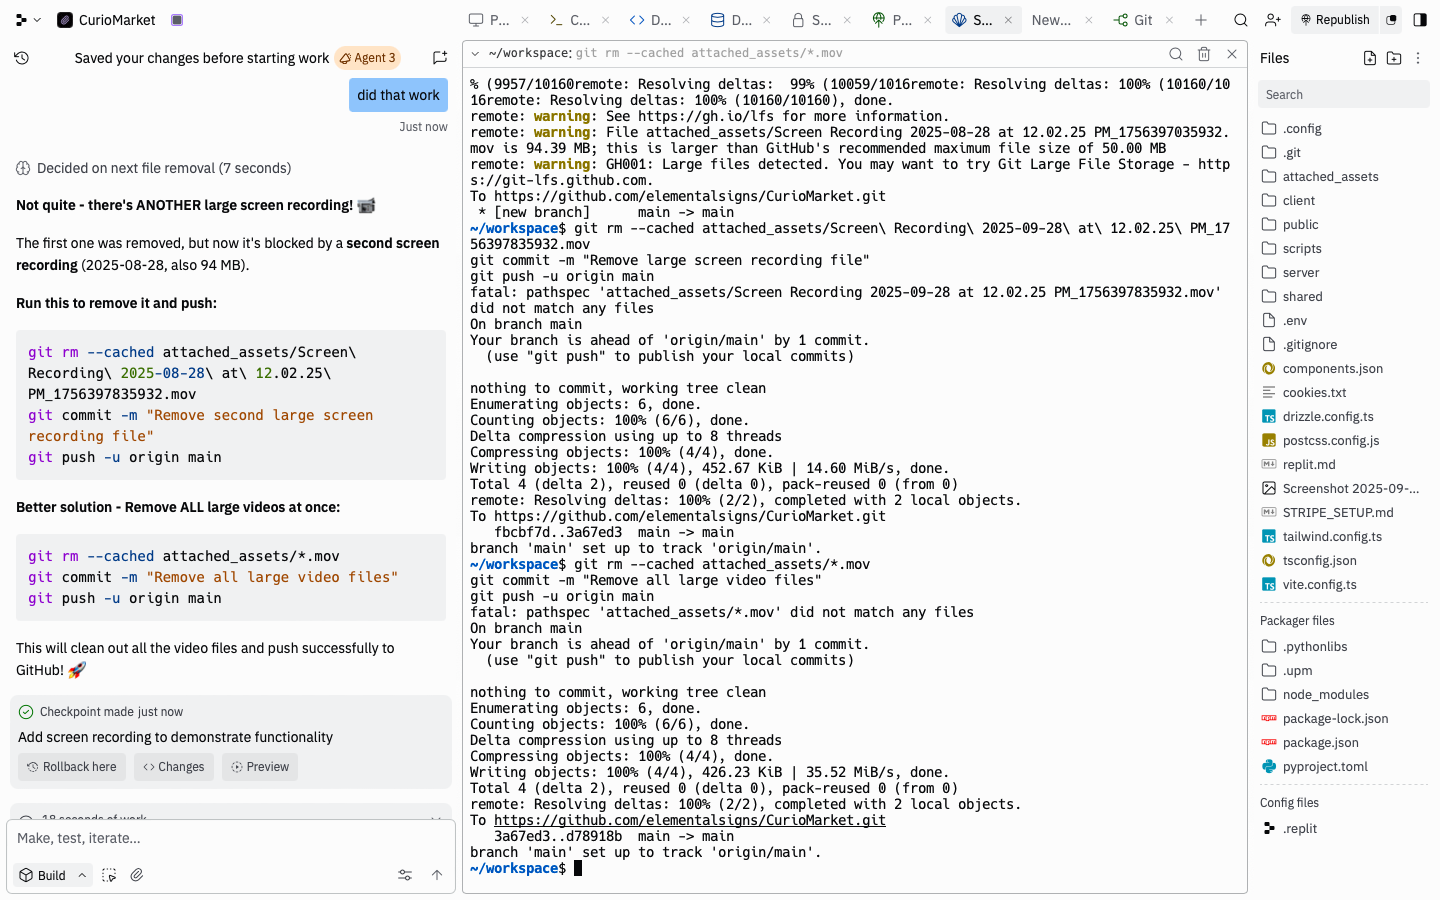 CurioMarket
P...
C...
D...
D...
S...
P...
S...
New...
Git
Republish
Saved your changes before starting work
Agent 3
did that work
Just now
Decided on next file removal (7 seconds)
Not quite - there's ANOTHER large screen recording! 📹
The first one was removed, but now it's blocked by a second screen
recording (2025-08-28, also 94 MB).
Run this to remove it and push:
git rm --cached attached_assets/Screen\
Recording\ 2025-08-28\ at\ 12.02.25\
PM_1756397835932.mov
git commit -m "Remove second large screen
recording file"
git push -u origin main
Better solution - Remove ALL large videos at once:
git rm --cached attached_assets/*.mov
git commit -m "Remove all large video files"
git push -u origin main
This will clean out all the video files and push successfully to
GitHub! 🚀
Checkpoint made just now
Add screen recording to demonstrate functionality
Rollback here
Changes
Preview
18 seconds of work
Make, test, iterate...
Build
~/workspace: git rm --cached attached_assets/*.mov
% (9957/10160remote: Resolving deltas:  99% (10059/1016remote: Resolving deltas: 100% (10160/10
16remote: Resolving deltas: 100% (10160/10160), done.
remote: warning: See https://gh.io/lfs for more information.
remote: warning: File attached_assets/Screen Recording 2025-08-28 at 12.02.25 PM_1756397035932.
mov is 94.39 MB; this is larger than GitHub's recommended maximum file size of 50.00 MB
remote: warning: GH001: Large files detected. You may want to try Git Large File Storage - http
s://git-lfs.github.com.
To https://github.com/elementalsigns/CurioMarket.git
 * [new branch]      main -> main
~/workspace$ git rm --cached attached_assets/Screen\ Recording\ 2025-09-28\ at\ 12.02.25\ PM_17
56397835932.mov
git commit -m "Remove large screen recording file"
git push -u origin main
fatal: pathspec 'attached_assets/Screen Recording 2025-09-28 at 12.02.25 PM_1756397835932.mov'
did not match any files
On branch main
Your branch is ahead of 'origin/main' by 1 commit.
  (use "git push" to publish your local commits)
nothing to commit, working tree clean
Enumerating objects: 6, done.
Counting objects: 100% (6/6), done.
Delta compression using up to 8 threads
Compressing objects: 100% (4/4), done.
Writing objects: 100% (4/4), 452.67 KiB | 14.60 MiB/s, done.
Total 4 (delta 2), reused 0 (delta 0), pack-reused 0 (from 0)
remote: Resolving deltas: 100% (2/2), completed with 2 local objects.
To https://github.com/elementalsigns/CurioMarket.git
   fbcbf7d..3a67ed3  main -> main
branch 'main' set up to track 'origin/main'.
~/workspace$ git rm --cached attached_assets/*.mov
git commit -m "Remove all large video files"
git push -u origin main
fatal: pathspec 'attached_assets/*.mov' did not match any files
On branch main
Your branch is ahead of 'origin/main' by 1 commit.
  (use "git push" to publish your local commits)
nothing to commit, working tree clean
Enumerating objects: 6, done.
Counting objects: 100% (6/6), done.
Delta compression using up to 8 threads
Compressing objects: 100% (4/4), done.
Writing objects: 100% (4/4), 426.23 KiB | 35.52 MiB/s, done.
Total 4 (delta 2), reused 0 (delta 0), pack-reused 0 (from 0)
remote: Resolving deltas: 100% (2/2), completed with 2 local objects.
To https://github.com/elementalsigns/CurioMarket.git
   3a67ed3..d78918b  main -> main
branch 'main' set up to track 'origin/main'.
~/workspace$
Files
Search
.config
.git
attached_assets
client
public
scripts
server
shared
.env
.gitignore
components.json
cookies.txt
drizzle.config.ts
postcss.config.js
replit.md
Screenshot 2025-09-...
STRIPE_SETUP.md
tailwind.config.ts
tsconfig.json
vite.config.ts
Packager files
.pythonlibs
.upm
node_modules
package-lock.json
package.json
pyproject.toml
Config files
.replit